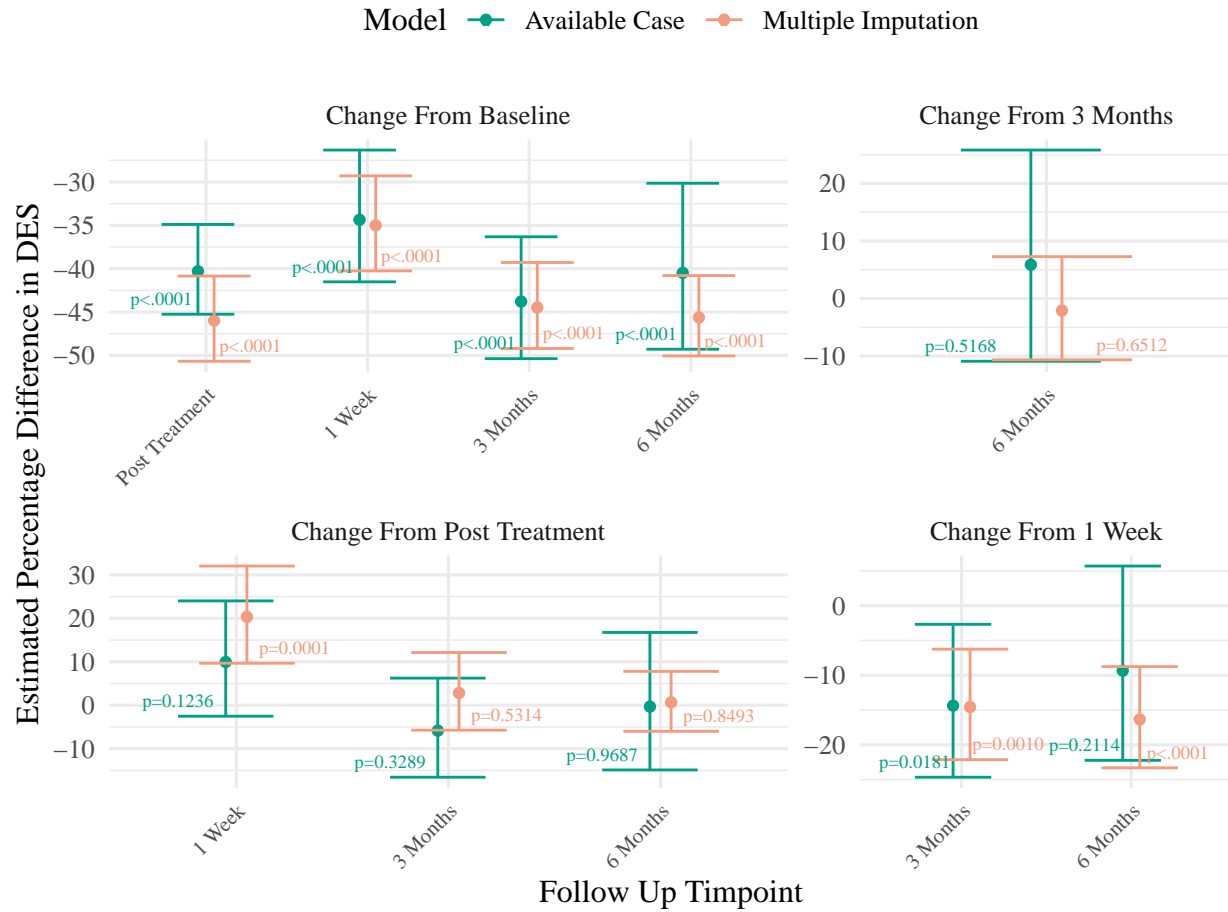 Model Available Case Multiple Imputation
Estimated Percentage Difference in DES
Change From Baseline
−30
−35
−40
−45
−50
p<.0001
p<.0001
p<.0001
p<.0001
p<.0001
p<.0001
p<.0001
p<.0001
Post Treatment
1 Week
3 Months
6 Months
Change From 3 Months
20
10
0
−10
p=0.5168
p=0.6512
6 Months
Change From Post Treatment
30
20
10
0
−10
p=0.1236
p=0.0001
p=0.3289
p=0.5314
p=0.9687
p=0.8493
1 Week
3 Months
6 Months
Change From 1 Week
0
−10
−20
p=0.0181
p=0.0010
p=0.2114
p<.0001
3 Months
6 Months
Follow Up Timpoint